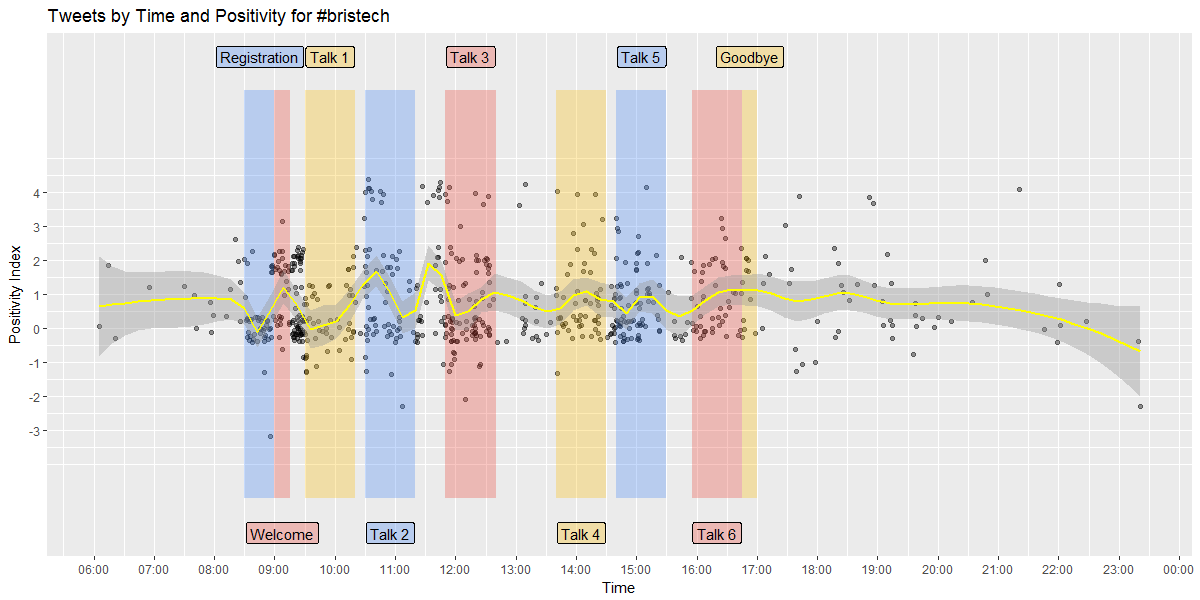 Tweets by Time and Positivity for #bristech
Registration Talk 1 Talk 3 Talk 5 Goodbye
4
3
2
1
0
-1
-2
-3
Positivity Index
Welcome Talk 2 Talk 4 Talk 6
06:00 07:00 08:00 09:00 10:00 11:00 12:00 13:00 14:00 15:00 16:00 17:00 18:00 19:00 20:00 21:00 22:00 23:00 00:00
Time